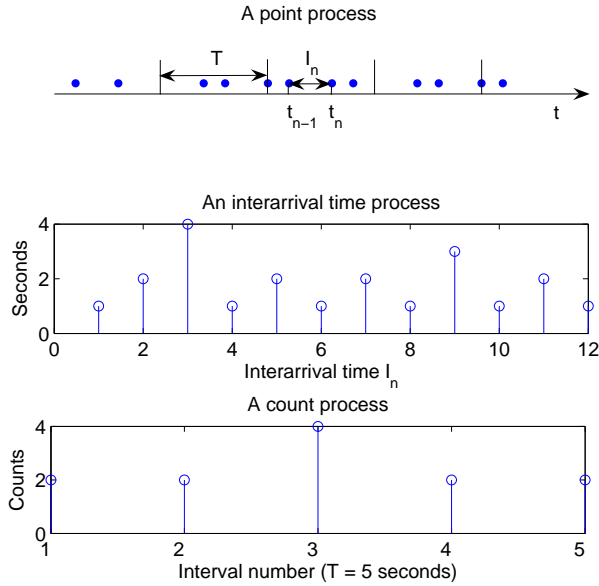 A point process
T I_n
t_{n-1} t_n t
An interarrival time process
Seconds
4
2
0
0 2 4 6 8 10 12
Interarrival time I_n
A count process
Counts
4
2
0
1 2 3 4 5
Interval number (T = 5 seconds)